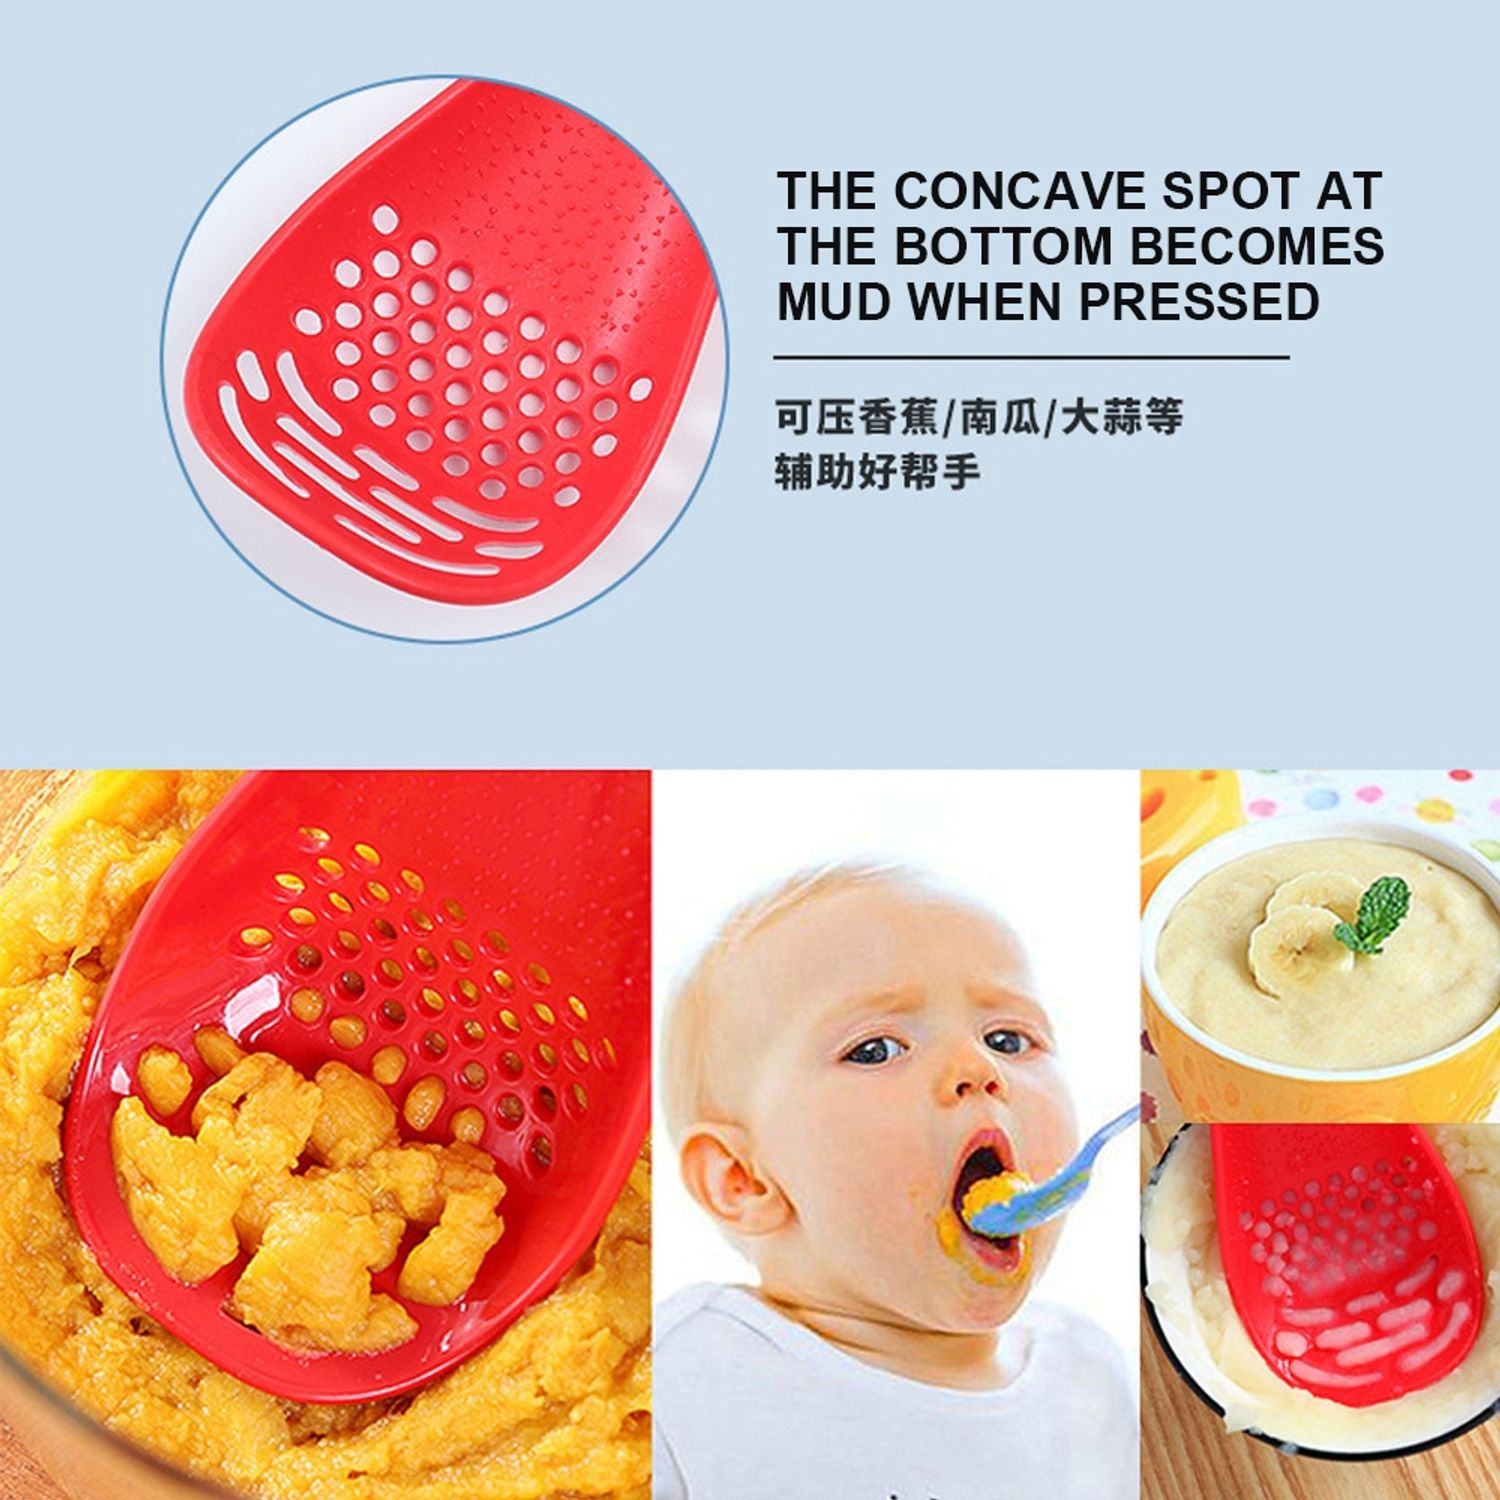 THE CONCAVE SPOT AT
THE BOTTOM BECOMES
MUD WHEN PRESSED
可压香蕉/南瓜/大蒜等
辅助好帮手